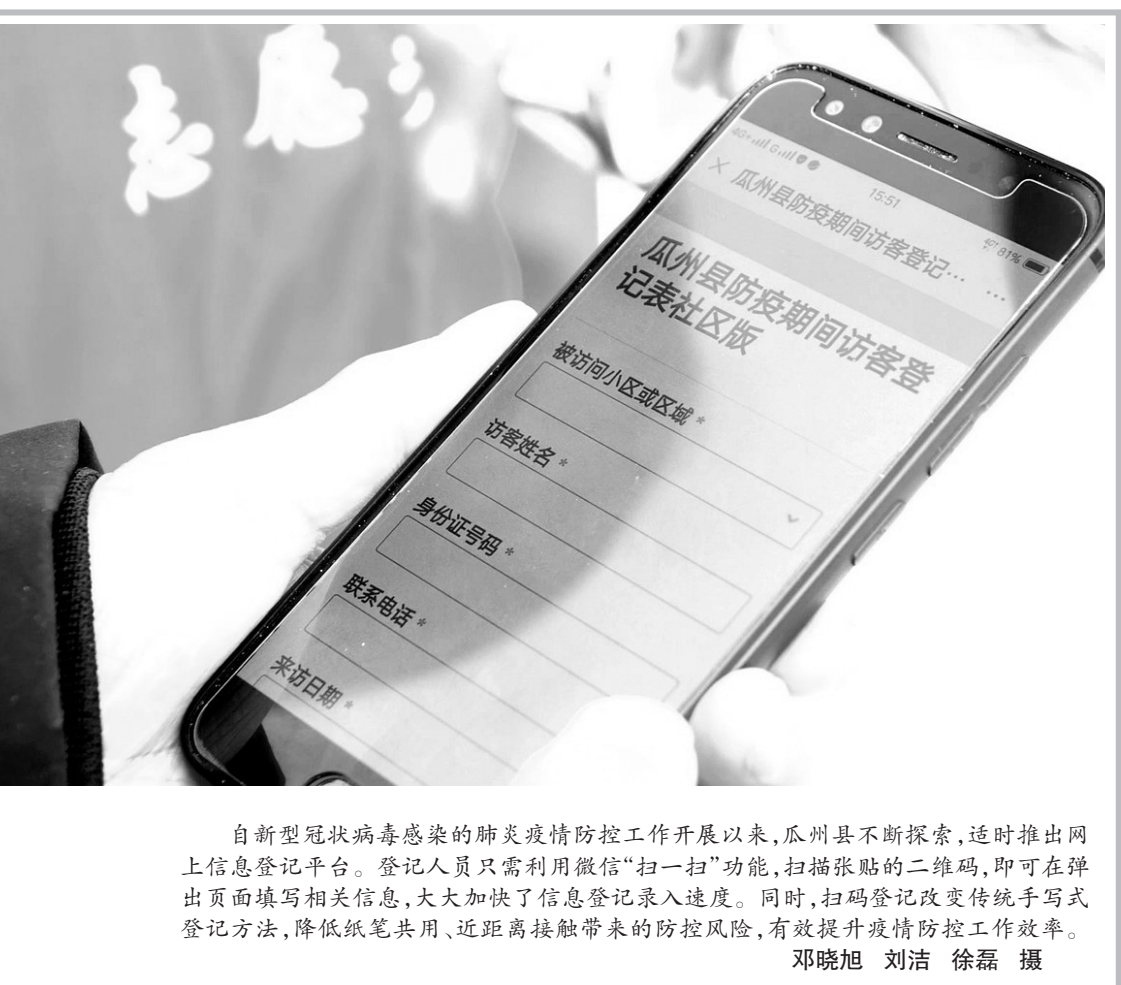 4G+ G
15:51
4G+ 81%
× 瓜州县防疫期间访客登记… …
瓜州县防疫期间访客登
记表社区版
被访问小区或区域 *
访客姓名 *
身份证号码 *
联系电话 *
来访日期 *
自新型冠状病毒感染的肺炎疫情防控工作开展以来,瓜州县不断探索,适时推出网
上信息登记平台。登记人员只需利用微信“扫一扫”功能,扫描张贴的二维码,即可在弹
出页面填写相关信息,大大加快了信息登记录入速度。同时,扫码登记改变传统手写式
登记方法,降低纸笔共用、近距离接触带来的防控风险,有效提升疫情防控工作效率。
邓晓旭 刘洁 徐磊 摄